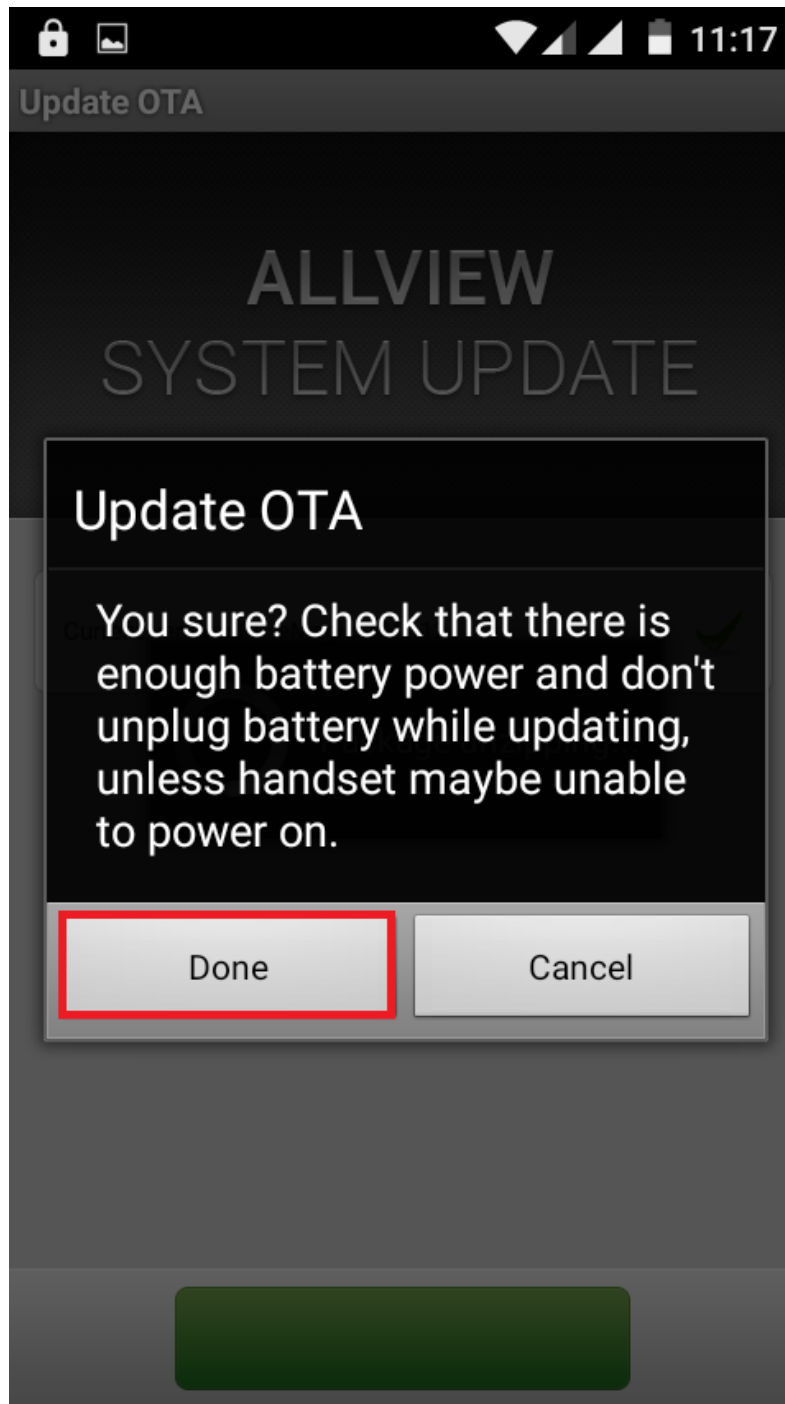 11:17
Update OTA
ALLVIEW
SYSTEM UPDATE
Update OTA
You sure? Check that there is
enough battery power and don't
unplug battery while updating,
unless handset maybe unable
to power on.
Done Cancel